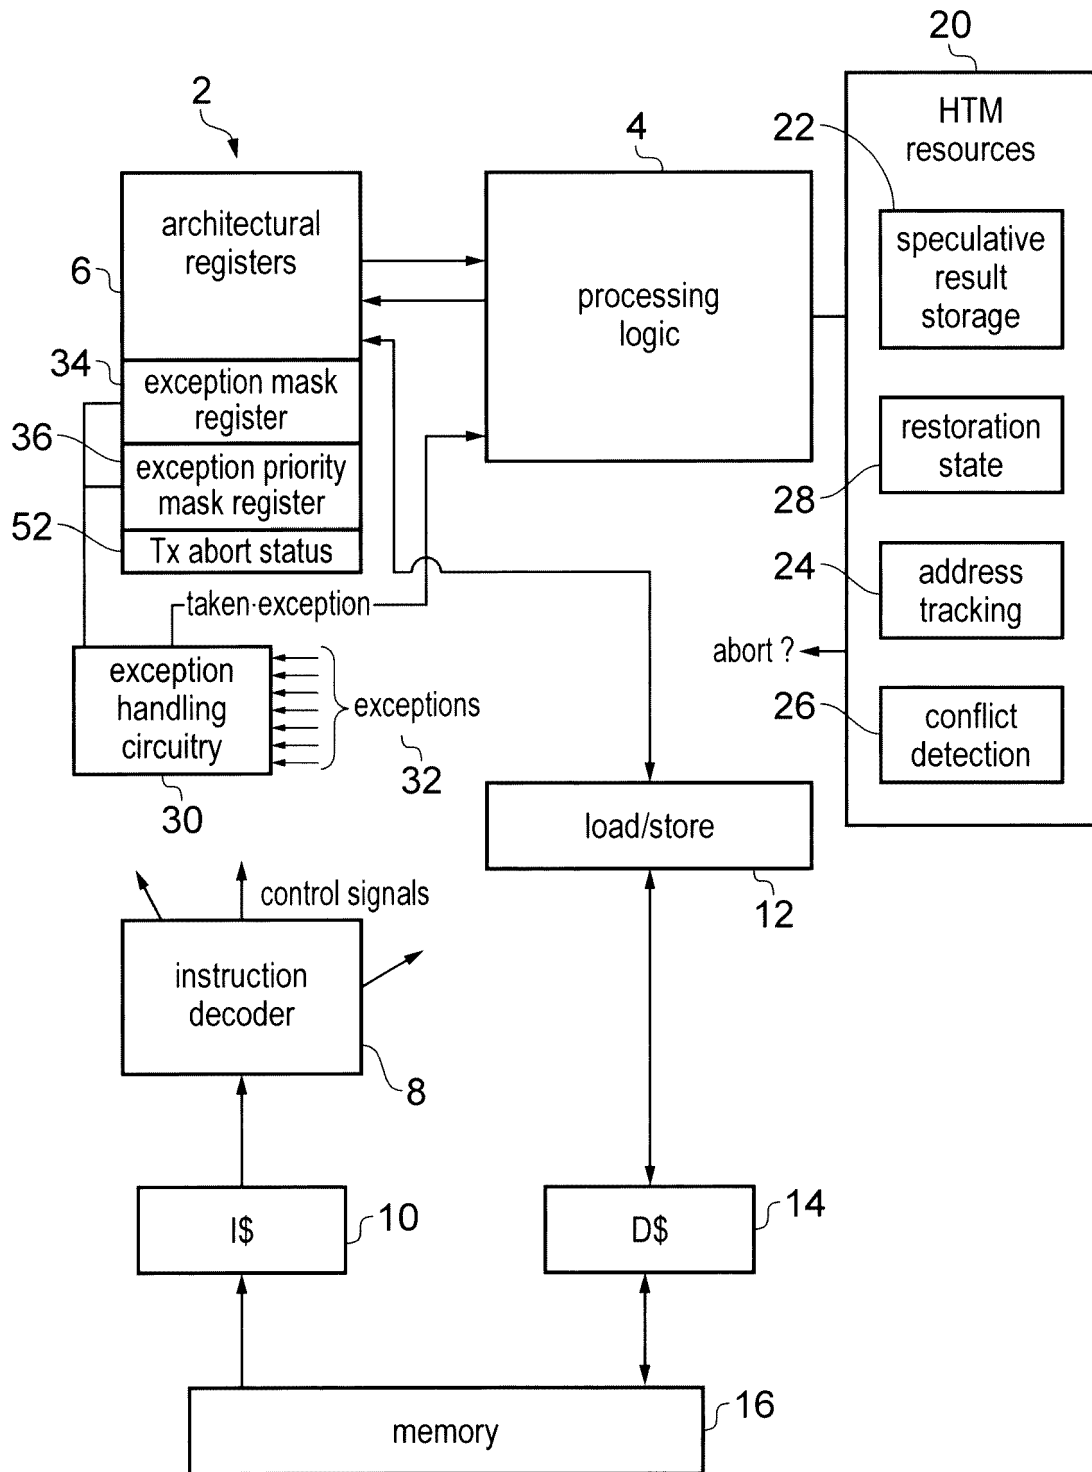 20
2
HTM
resources
4
22
architectural
registers
speculative
result
storage
6
processing
logic
34
exception mask
register
restoration
state
36
exception priority
mask register
28
52
Tx abort status
24
address
tracking
taken exception
abort ?
exception
handling
circuitry
exceptions
26
conflict
detection
32
30
load/store
control signals
12
instruction
decoder
8
I$
10
D$
14
memory
16